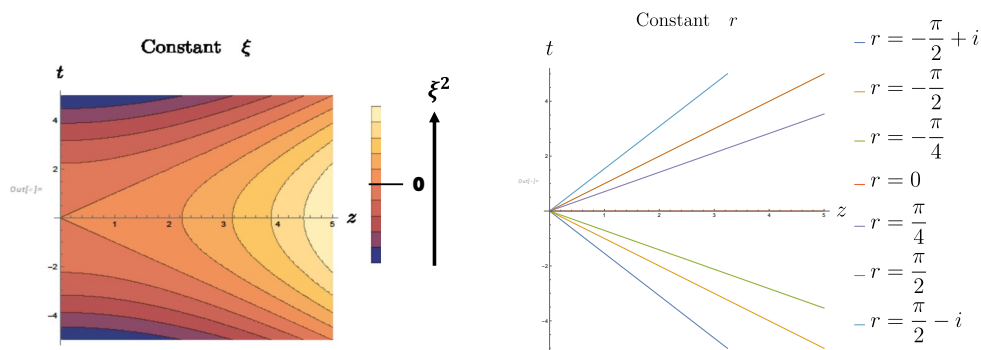 Constant ξ
t
4
2
-2
-4
1
2
3
4
5
z
Out[-]=
ξ²
0
Constant r
t
4
2
-2
-4
1
2
3
4
5
z
Out[-]=
r = -π/2 + i
r = -π/2
r = -π/4
r = 0
r = π/4
r = π/2
r = π/2 - i